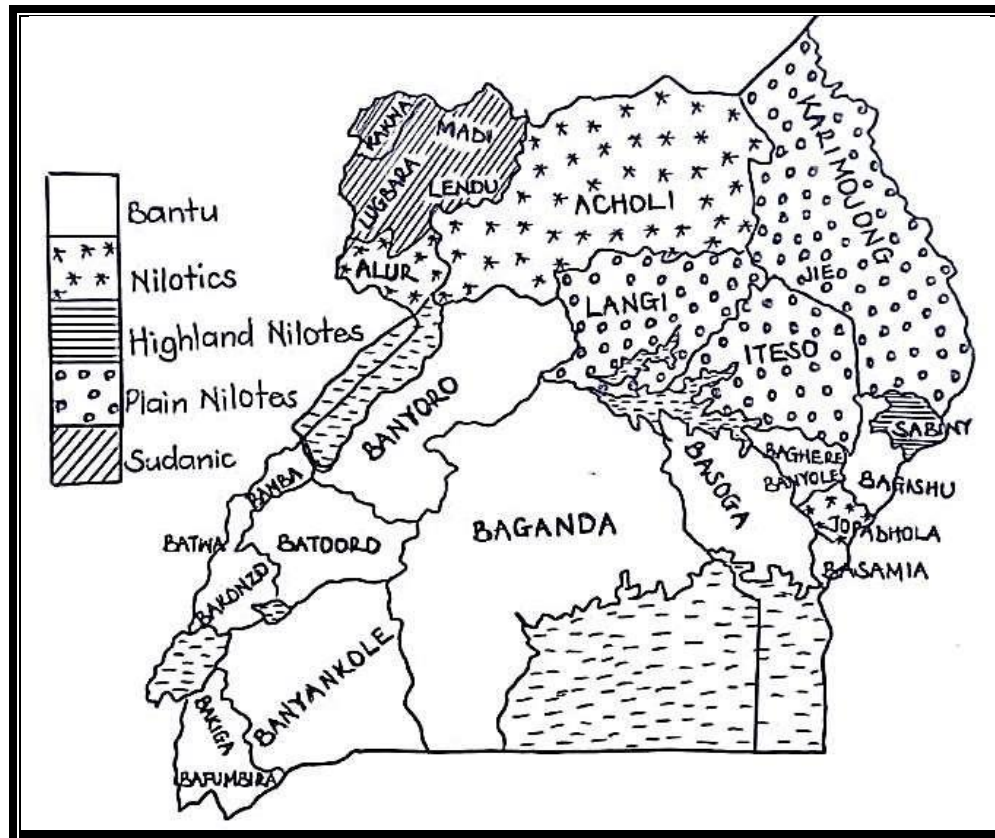 Bantu
Nilotics
Highland Nilotes
Plain Nilotes
Sudanic
KAKWA
MADI
LUGBARA
LENDU
ALUR
ACHOLI
KARIMOJONG
JIE
LANGI
ITESO
SABINY
BANYORO
BAGHERE
BANYOLE
BAGISHU
BASOGA
JOPADHOLA
BASAMIA
BAMBA
BATWA
BATOORO
BAGANDA
BAKONZO
BANYANKOLE
BAKIGA
BAFUMBIRA